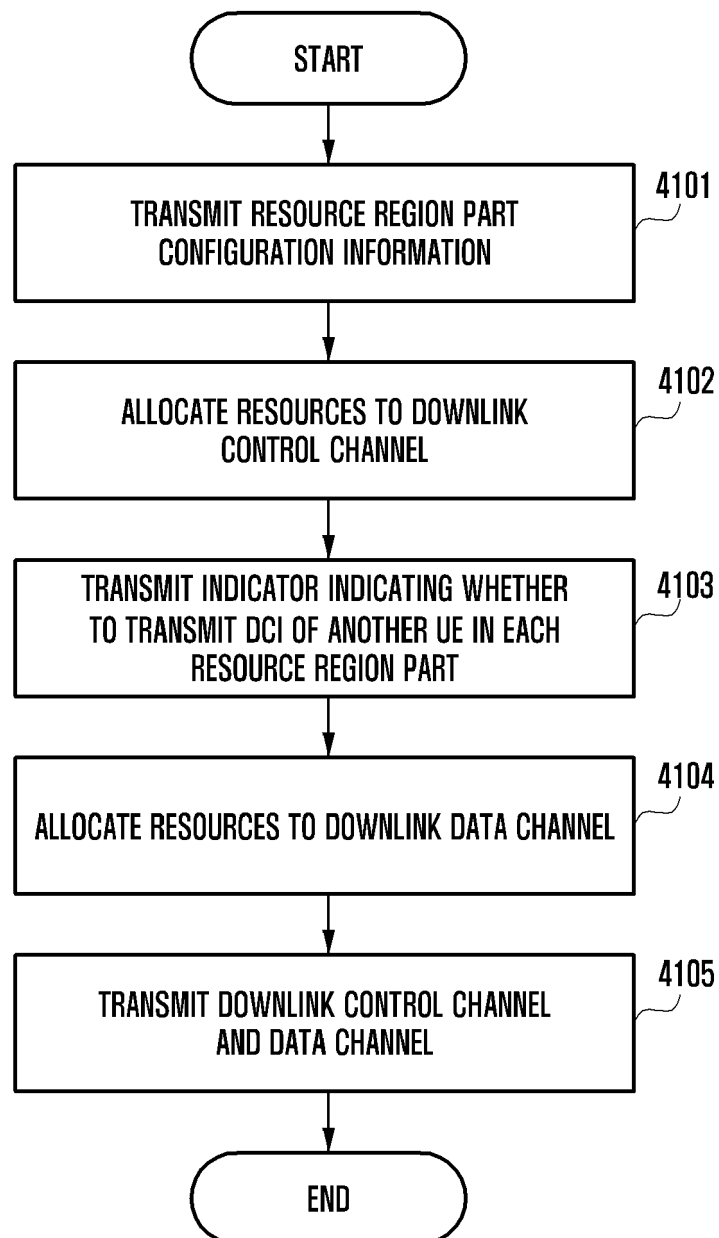 START
4101
TRANSMIT RESOURCE REGION PART
CONFIGURATION INFORMATION
4102
ALLOCATE RESOURCES TO DOWNLINK
CONTROL CHANNEL
4103
TRANSMIT INDICATOR INDICATING WHETHER
TO TRANSMIT DCI OF ANOTHER UE IN EACH
RESOURCE REGION PART
4104
ALLOCATE RESOURCES TO DOWNLINK DATA CHANNEL
4105
TRANSMIT DOWNLINK CONTROL CHANNEL
AND DATA CHANNEL
END